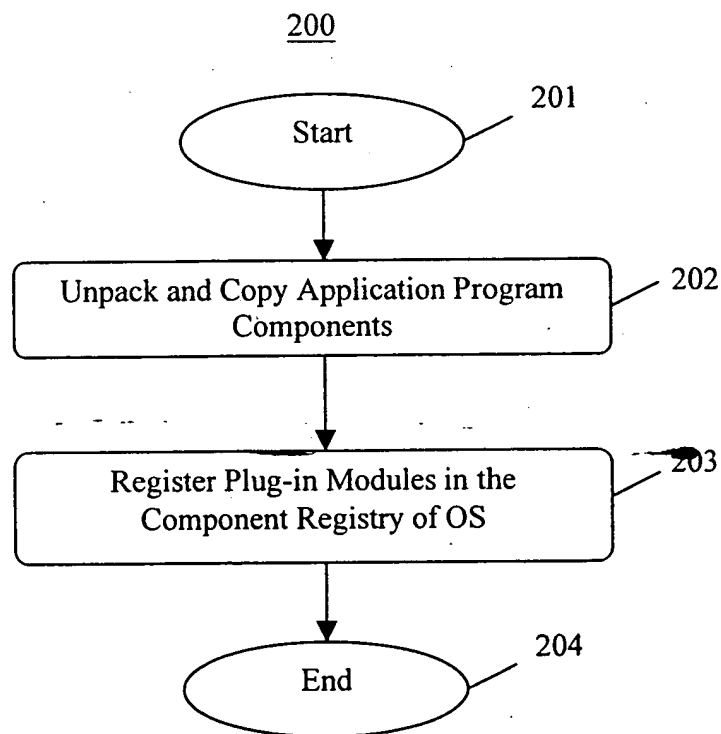 200
Start
201
Unpack and Copy Application Program
Components
202
Register Plug-in Modules in the
Component Registry of OS
203
End
204